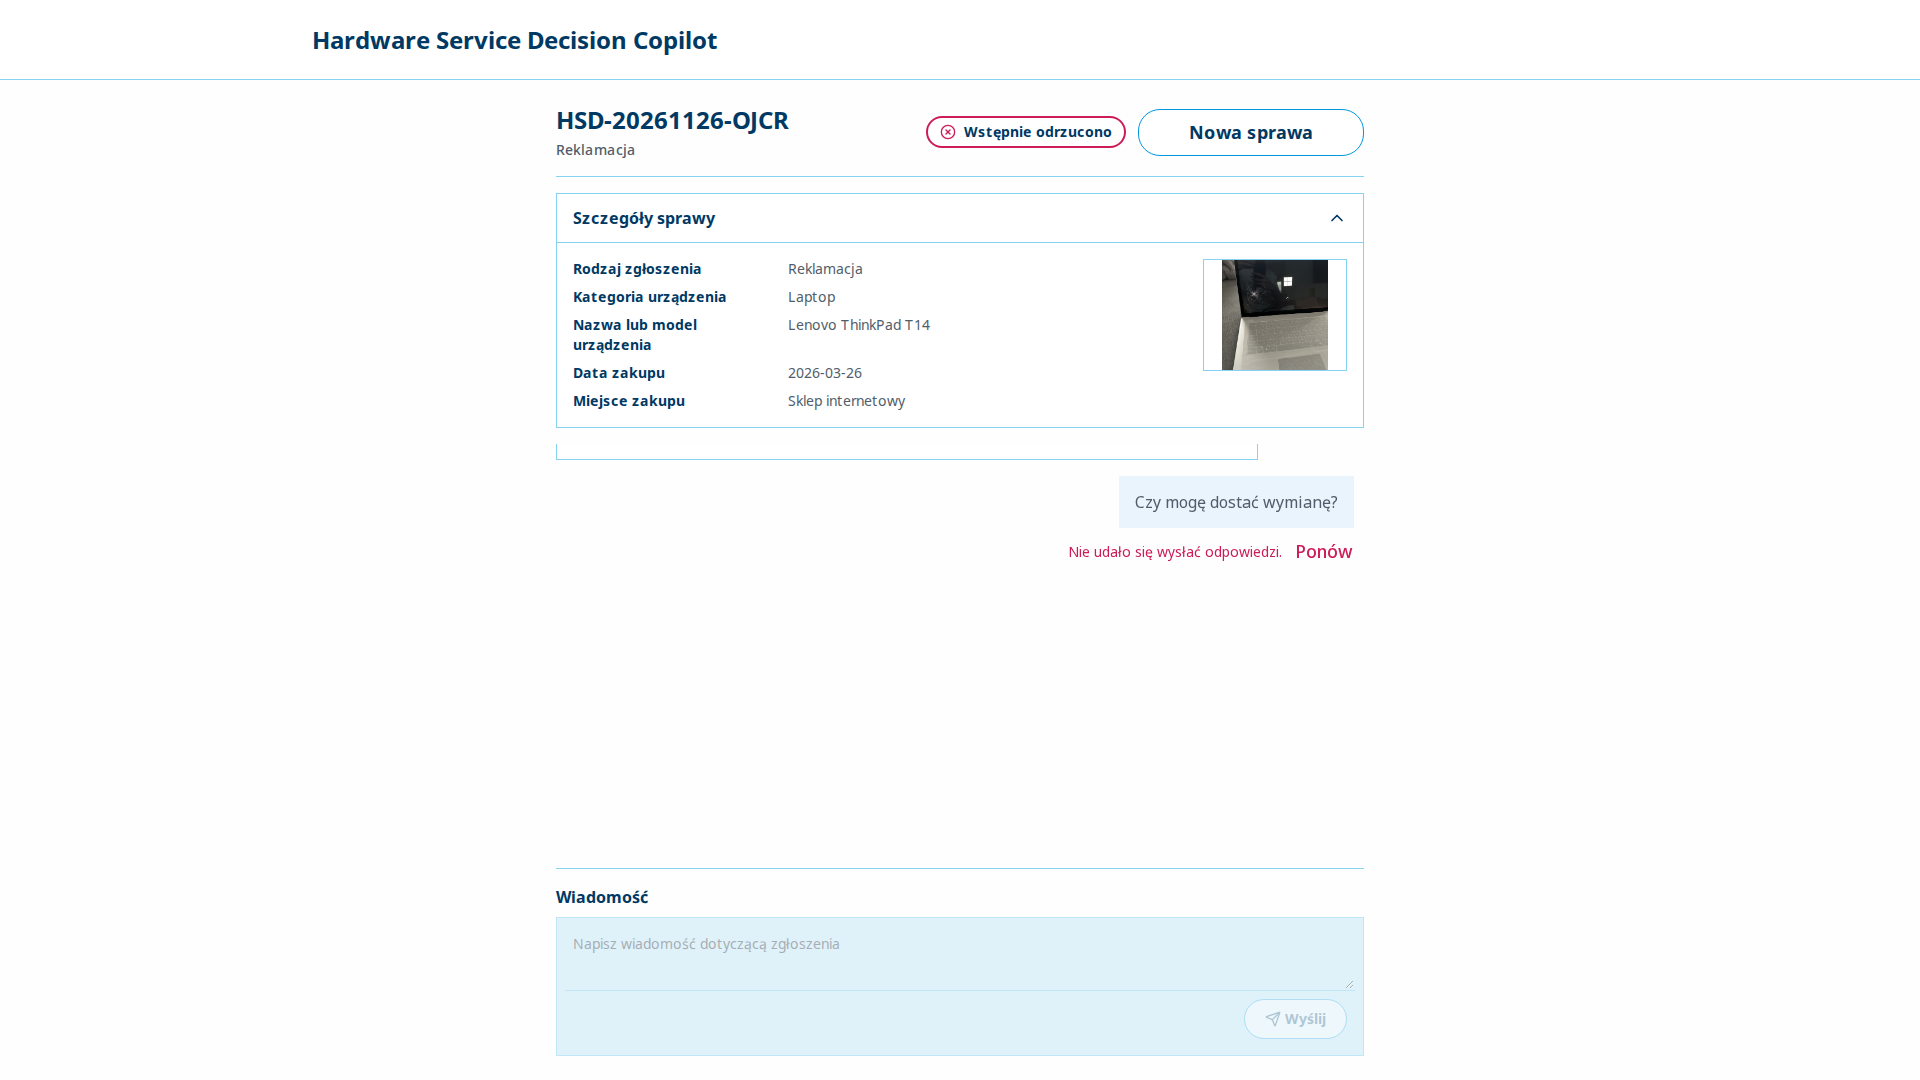 Hardware Service Decision Copilot
HSD-20261126-OJCR
Reklamacja
Wstępnie odrzucono
Nowa sprawa
Szczegóły sprawy
Rodzaj zgłoszenia
Reklamacja
Kategoria urządzenia
Laptop
Nazwa lub model
urządzenia
Lenovo ThinkPad T14
Data zakupu
2026-03-26
Miejsce zakupu
Sklep internetowy
Czy mogę dostać wymianę?
Nie udało się wysłać odpowiedzi.
Ponów
Wiadomość
Napisz wiadomość dotyczącą zgłoszenia
Wyślij